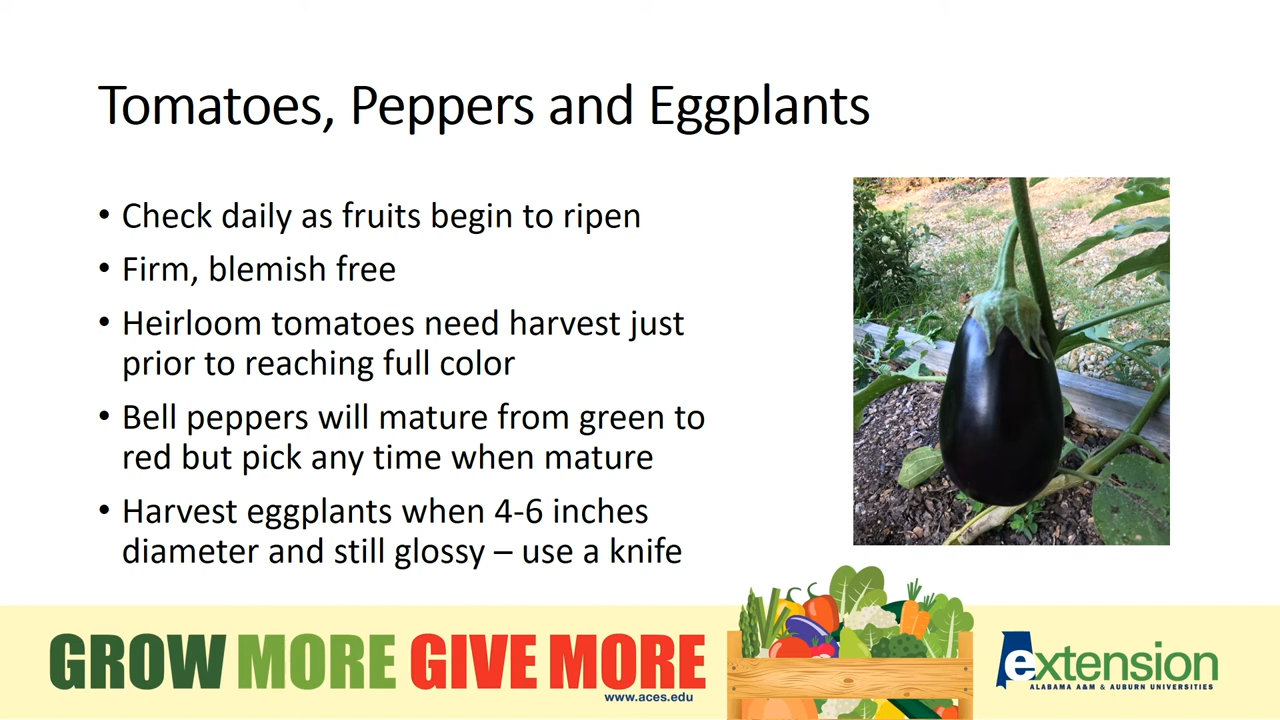 Tomatoes, Peppers and Eggplants
• Check daily as fruits begin to ripen
• Firm, blemish free
• Heirloom tomatoes need harvest just
prior to reaching full color
• Bell peppers will mature from green to
red but pick any time when mature
• Harvest eggplants when 4-6 inches
diameter and still glossy – use a knife
GROW MORE GIVE MORE
www.aces.edu
extension
ALABAMA A&M & AUBURN UNIVERSITIES